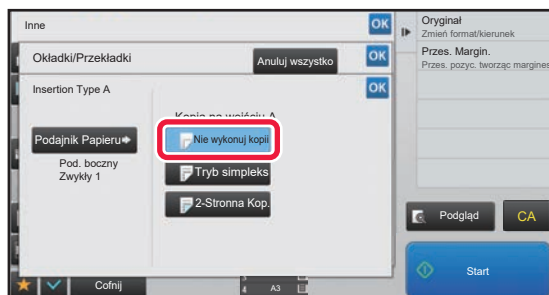 Inne
OK
Okładki/Przekładki
Anuluj wszystko
OK
Insertion Type A
OK
Kopia na wejściu A
Podajnik Papieru
Pod. boczny
Zwykły 1
Nie wykonuj kopii
Tryb simpleks
2-Stronna Kop.
Cofnij
4 A3
Oryginał
Zmień format/kierunek
Przes. Margin.
Przes. pozyc. tworząc margines
Podgląd
CA
Start